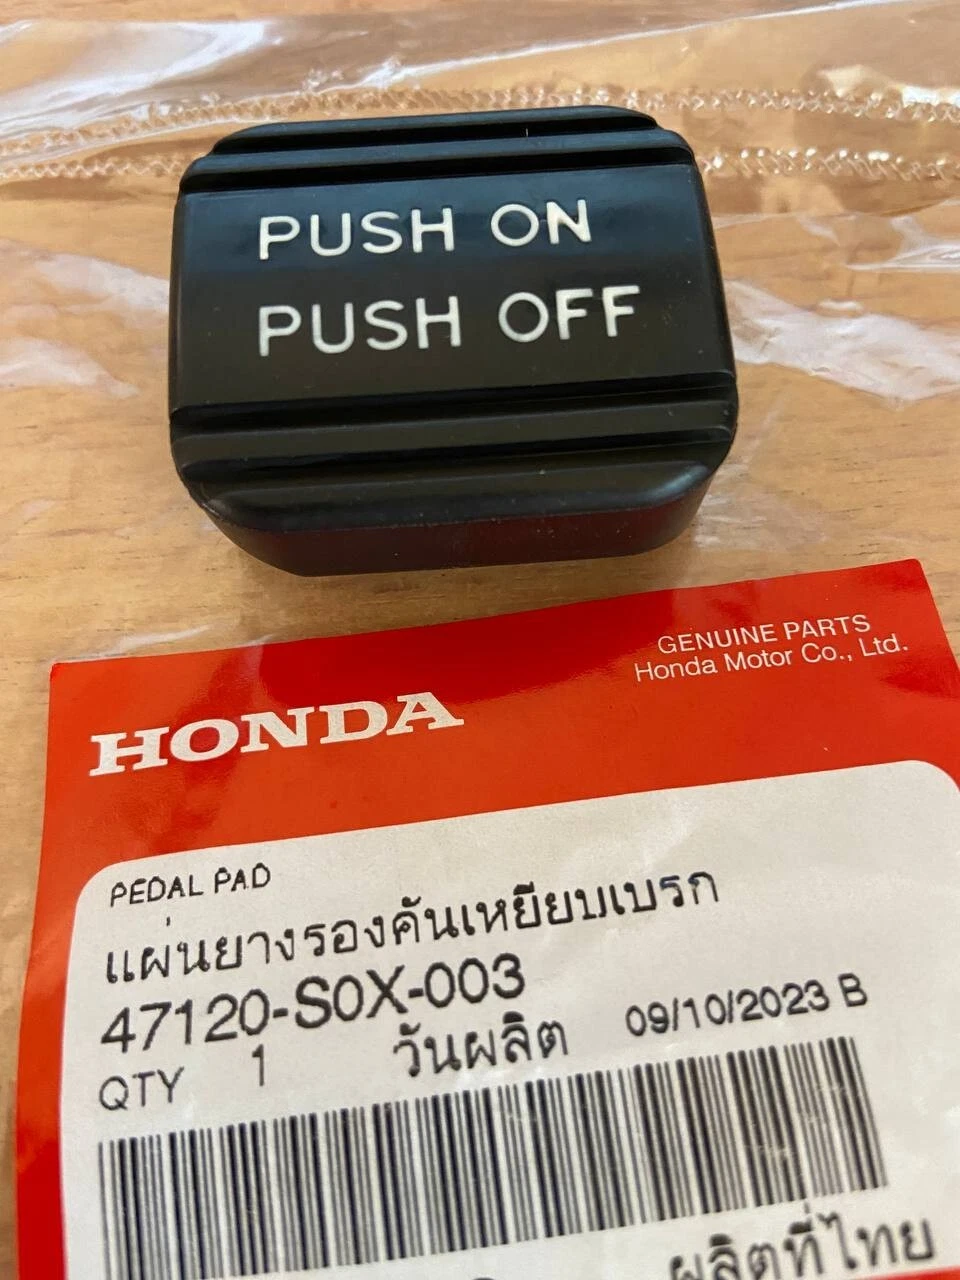 PUSH ON
PUSH OFF
GENUINE PARTS
Honda Motor Co., Ltd.
HONDA
PEDAL PAD
แผ่นยางรองคันเหยียบเบรก
47120-S0X-003
QTY 1 วันผลิต 09/10/2023 B
ผลิตที่ไทย